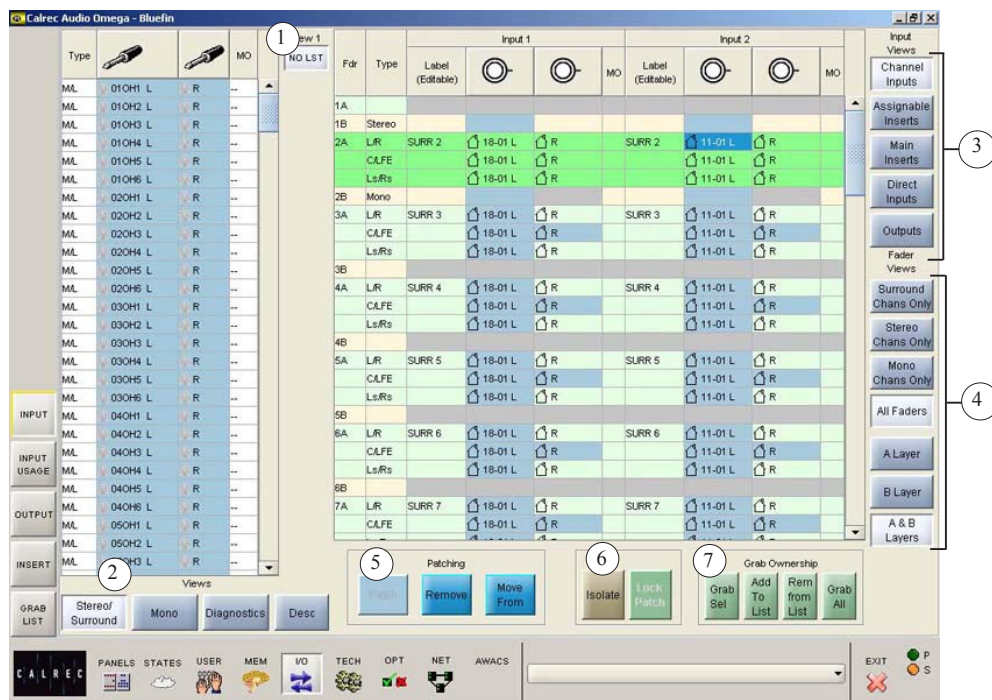 Calrec Audio Omega - Bluefin
Type MO
M/L 01OH1 L R --
M/L 01OH2 L R --
M/L 01OH3 L R --
M/L 01OH4 L R --
M/L 01OH5 L R --
M/L 01OH6 L R --
M/L 02OH1 L R --
M/L 02OH2 L R --
M/L 02OH3 L R --
M/L 02OH4 L R --
M/L 02OH5 L R --
M/L 02OH6 L R --
M/L 03OH1 L R --
M/L 03OH2 L R --
M/L 03OH3 L R --
M/L 03OH4 L R --
M/L 03OH5 L R --
M/L 03OH6 L R --
M/L 04OH1 L R --
M/L 04OH2 L R --
M/L 04OH3 L R --
M/L 04OH4 L R --
M/L 04OH5 L R --
M/L 04OH6 L R --
M/L 05OH1 L R --
M/L 05OH2 L R --
M/L H3 L R --
1
NO LST
Input 1 Input 2
Fdr Type Label (Editable) MO Label (Editable) MO
1A
1B Stereo
2A L/R SURR 2 18-01 L R SURR 2 11-01 L R
C/LFE 18-01 L R 11-01 L R
Ls/Rs 18-01 L R 11-01 L R
2B Mono
3A L/R SURR 3 18-01 L R SURR 3 11-01 L R
C/LFE 18-01 L R 11-01 L R
Ls/Rs 18-01 L R 11-01 L R
3B
4A L/R SURR 4 18-01 L R SURR 4 11-01 L R
C/LFE 18-01 L R 11-01 L R
Ls/Rs 18-01 L R 11-01 L R
4B
5A L/R SURR 5 18-01 L R SURR 5 11-01 L R
C/LFE 18-01 L R 11-01 L R
Ls/Rs 18-01 L R 11-01 L R
5B
6A L/R SURR 6 18-01 L R SURR 6 11-01 L R
C/LFE 18-01 L R 11-01 L R
Ls/Rs 18-01 L R 11-01 L R
6B
7A L/R SURR 7 18-01 L R SURR 7 11-01 L R
C/LFE 18-01 L R 11-01 L R
Input
Views
Channel
Inputs
Assignable
Inserts
Main
Inserts
Direct
Inputs
Outputs
3
Fader
Views
Surround
Chans Only
Stereo
Chans Only
Mono
Chans Only
All Faders
A Layer
B Layer
A & B
Layers
4
INPUT
INPUT
USAGE
OUTPUT
INSERT
GRAB
LIST
2
Views
Stereo/
Surround
Mono
Diagnostics
Desc
5
Patching
Patch
Remove
Move
From
6
Isolate
Lock
Patch
7
Grab Ownership
Grab
Sel
Add
To
List
Rem
from
List
Grab
All
CALREC
PANELS STATES USER MEM I/O TECH OPT NET AWACS
EXIT
P
S